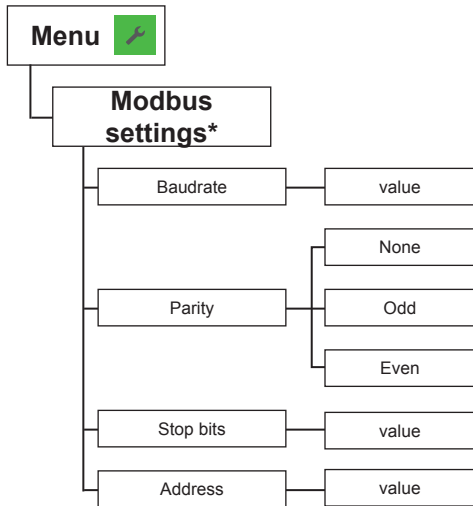 Menu
Modbus
settings*
Baudrate
value
None
Parity
Odd
Even
Stop bits
value
Address
value